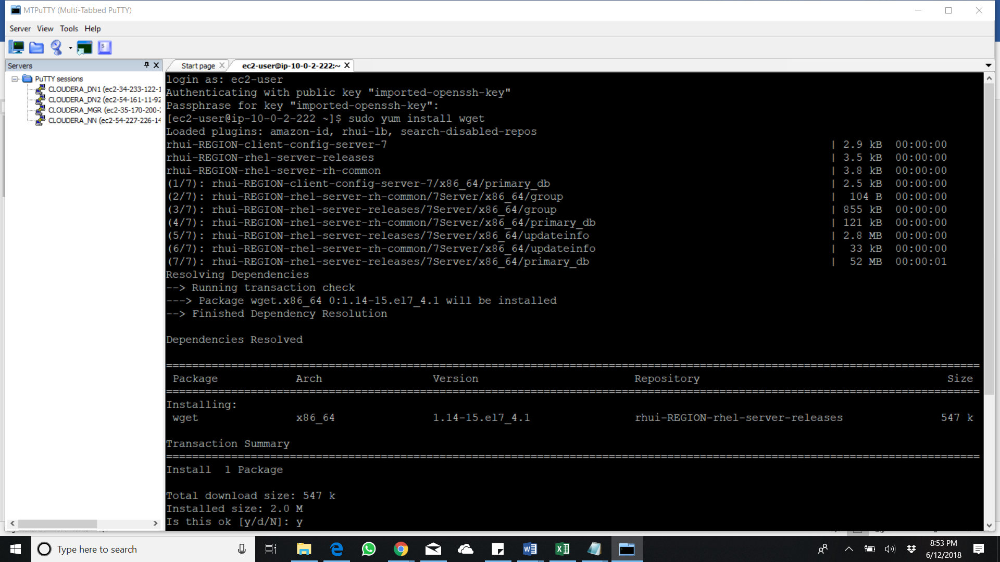 MTPuTTY (Multi-Tabbed PuTTY)
Server View Tools Help
Servers
PuTTY sessions
CLOUDERA_DN1 (ec2-34-233-122-1
CLOUDERA_DN2 (ec2-54-161-11-92
CLOUDERA_MGR (ec2-35-170-200-2
CLOUDERA_NN (ec2-54-227-226-14
Start page
ec2-user@ip-10-0-2-222:~
login as: ec2-user
Authenticating with public key "imported-openssh-key"
Passphrase for key "imported-openssh-key":
[ec2-user@ip-10-0-2-222 ~]$ sudo yum install wget
Loaded plugins: amazon-id, rhui-lb, search-disabled-repos
rhui-REGION-client-config-server-7 | 2.9 kB 00:00:00
rhui-REGION-rhel-server-releases | 3.5 kB 00:00:00
rhui-REGION-rhel-server-rh-common | 3.8 kB 00:00:00
(1/7): rhui-REGION-client-config-server-7/x86_64/primary_db | 2.5 kB 00:00:00
(2/7): rhui-REGION-rhel-server-rh-common/7Server/x86_64/group | 104 B 00:00:00
(3/7): rhui-REGION-rhel-server-releases/7Server/x86_64/group | 855 kB 00:00:00
(4/7): rhui-REGION-rhel-server-rh-common/7Server/x86_64/primary_db | 121 kB 00:00:00
(5/7): rhui-REGION-rhel-server-releases/7Server/x86_64/updateinfo | 2.8 MB 00:00:00
(6/7): rhui-REGION-rhel-server-rh-common/7Server/x86_64/updateinfo | 33 kB 00:00:00
(7/7): rhui-REGION-rhel-server-releases/7Server/x86_64/primary_db | 52 MB 00:00:01
Resolving Dependencies
--> Running transaction check
---> Package wget.x86_64 0:1.14-15.el7_4.1 will be installed
--> Finished Dependency Resolution
Dependencies Resolved
Package Arch Version Repository Size
Installing:
wget x86_64 1.14-15.el7_4.1 rhui-REGION-rhel-server-releases 547 k
Transaction Summary
Install 1 Package
Total download size: 547 k
Installed size: 2.0 M
Is this ok [y/d/N]: y
Type here to search
8:53 PM
6/12/2018